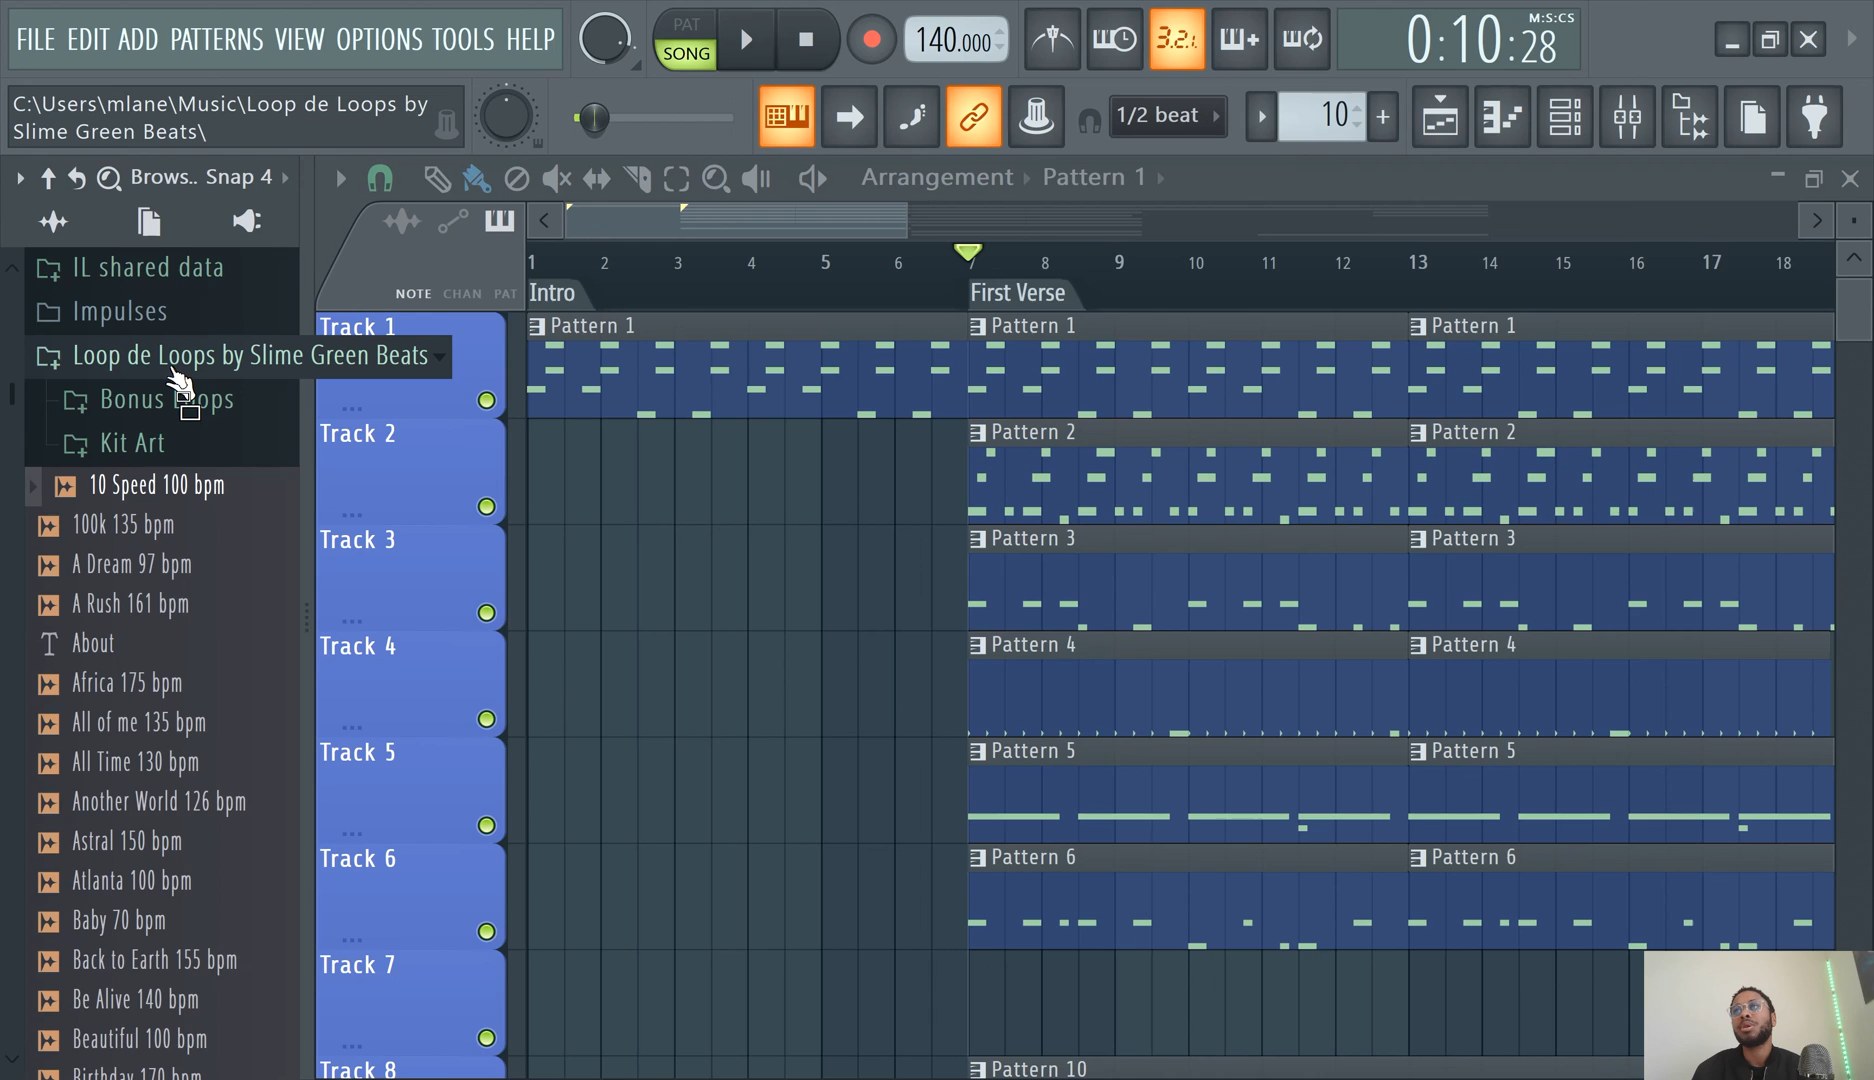 FILE EDIT ADD PATTERNS VIEW OPTIONS TOOLS HELP
PAT
SONG
140.000
3.2.1
M:S:CS
0:10:28
C:\Users\mlane\Music\Loop de Loops by
Slime Green Beats\
1/2 beat
10
Brows.. Snap 4
Arrangement Pattern 1
NOTE CHAN PAT
1 2 3 4 5 6 7 8 9 10 11 12 13 14 15 16 17 18
Intro
First Verse
IL shared data
Impulses
Loop de Loops by Slime Green Beats
Bonus Loops
Kit Art
10 Speed 100 bpm
100k 135 bpm
A Dream 97 bpm
A Rush 161 bpm
About
Africa 175 bpm
All of me 135 bpm
All Time 130 bpm
Another World 126 bpm
Astral 150 bpm
Atlanta 100 bpm
Baby 70 bpm
Back to Earth 155 bpm
Be Alive 140 bpm
Beautiful 100 bpm
Birthday 170 bpm
Track 1
Pattern 1 Pattern 1 Pattern 1
Track 2
Pattern 2 Pattern 2
Track 3
Pattern 3 Pattern 3
Track 4
Pattern 4 Pattern 4
Track 5
Pattern 5 Pattern 5
Track 6
Pattern 6 Pattern 6
Track 7
Track 8
Pattern 10